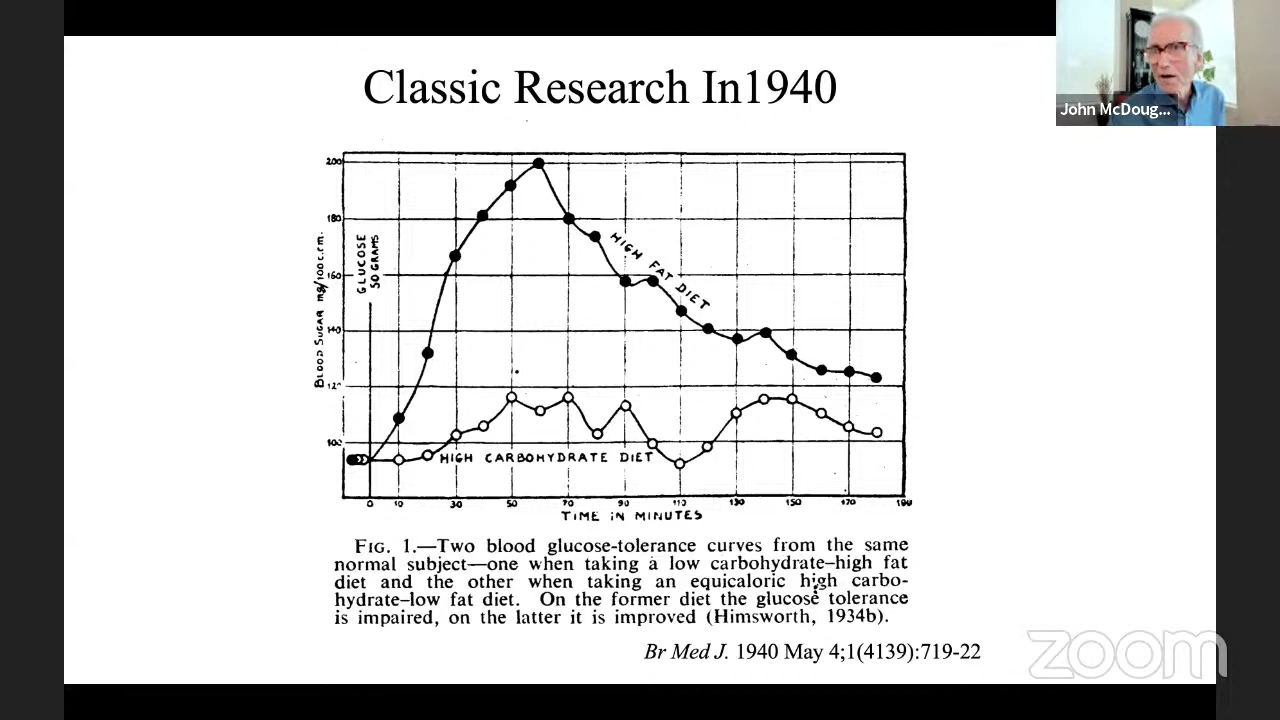 Classic Research In1940
John McDoug...
200
180
160
140
12
100
BLOOD SUGAR mg/100 c.cm.
GLUCOSE
50 GRAMS
HIGH FAT DIET
HIGH CARBOHYDRATE DIET
0 10 30 50 70 90 110 130 150 170 190
TIME IN MINUTES
FIG. 1.—Two blood glucose-tolerance curves from the same
normal subject—one when taking a low carbohydrate–high fat
diet and the other when taking an equicaloric high carbo-
hydrate–low fat diet. On the former diet the glucose tolerance
is impaired, on the latter it is improved (Himsworth, 1934b).
Br Med J. 1940 May 4;1(4139):719-22
zoom